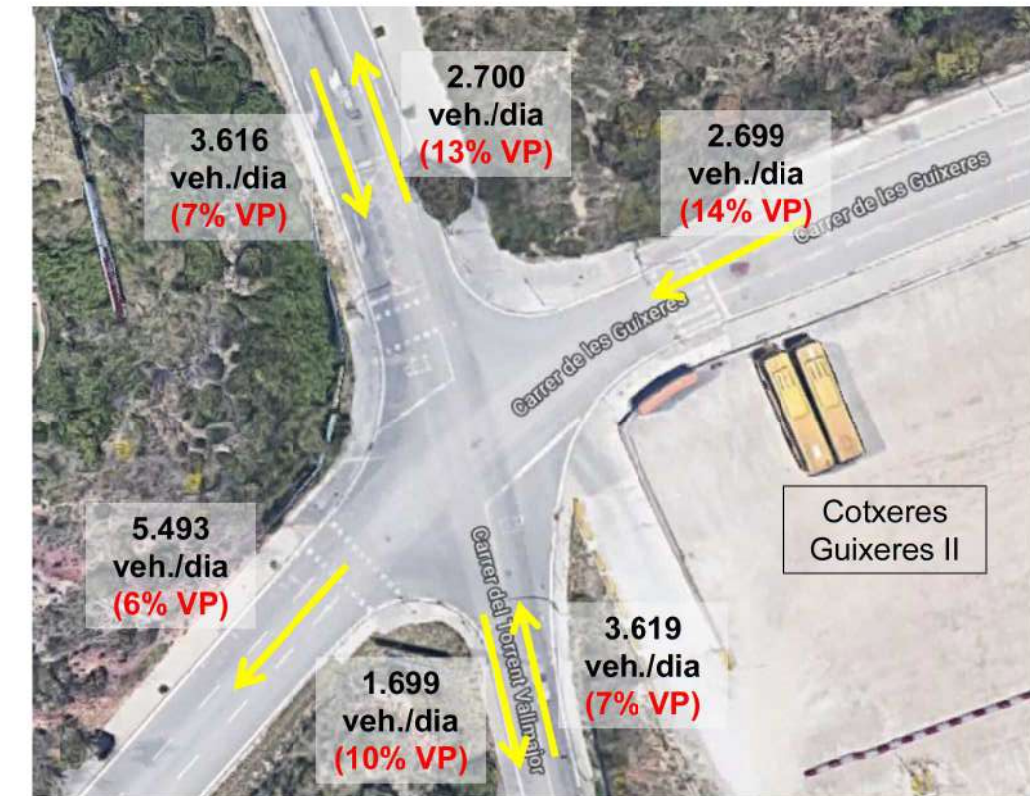 2.700
veh./dia
(13% VP)
3.616
veh./dia
(7% VP)
2.699
veh./dia
(14% VP)
Carrer de les Guixeres
Carrer de les Guixeres
Cotxeres
Guixeres II
5.493
veh./dia
(6% VP)
Carrer del Torrent Vallmajor
3.619
veh./dia
(7% VP)
1.699
veh./dia
(10% VP)